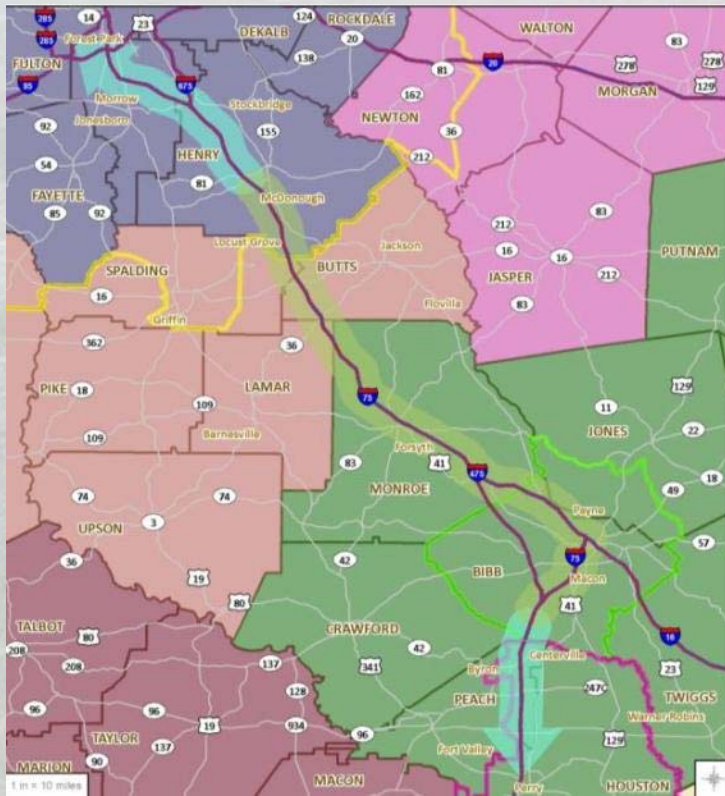 285
14
23
124
ROCKDALE
WALTON
285
Forest Park
DEKALB
20
83
FULTON
138
20
278
278
85
675
81
MORGAN
129
Morrow
Stockbridge
162
NEWTON
Jonesboro
92
155
36
HENRY
212
54
81
FAYETTE
McDonough
85
92
212
83
PUTNAM
Locust Grove
Jackson
16
16
SPALDING
BUTTS
JASPER
212
16
Flovilla
83
Griffin
362
36
129
PIKE
18
LAMAR
75
11
109
JONES
22
109
Barnesville
Forsyth
41
83
475
18
74
74
MONROE
49
3
Payne
UPSON
57
36
42
BIBB
75
19
Macon
80
41
TALBOT
CRAWFORD
16
80
42
208
137
Centerville
23
208
341
Byron
128
PEACH
247C
TWIGGS
96
96
19
Warner Robins
TAYLOR
934
96
Fort Valley
129
137
90
MARION
MACON
Perry
HOUSTON
1 in = 10 miles